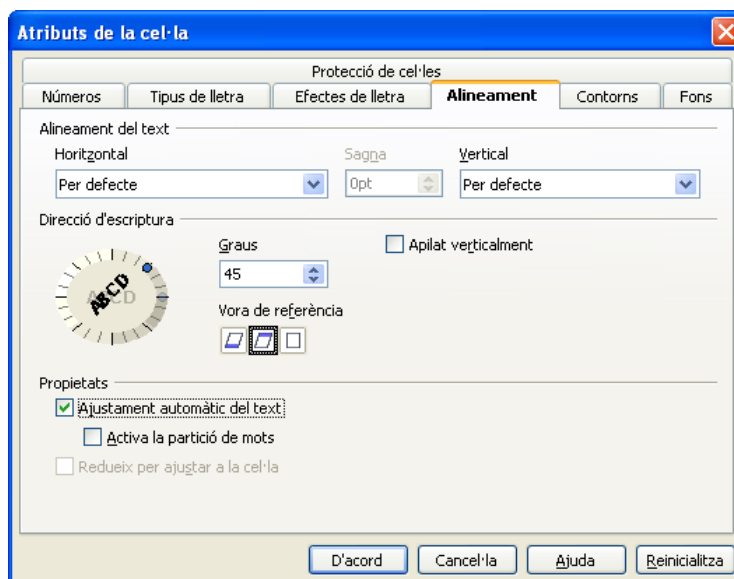 Atributs de la cel·la
Protecció de cel·les
Números Tipus de lletra Efectes de lletra Alineament Contorns Fons
Alineament del text
Horitzontal Sagna Vertical
Per defecte 0pt Per defecte
Direcció d'escriptura
Graus Apilat verticalment
45
ABCD
ABCD
Vora de referència
Propietats
Ajustament automàtic del text
Activa la partició de mots
Redueix per ajustar a la cel·la
D'acord Cancel·la Ajuda Reinicialitza